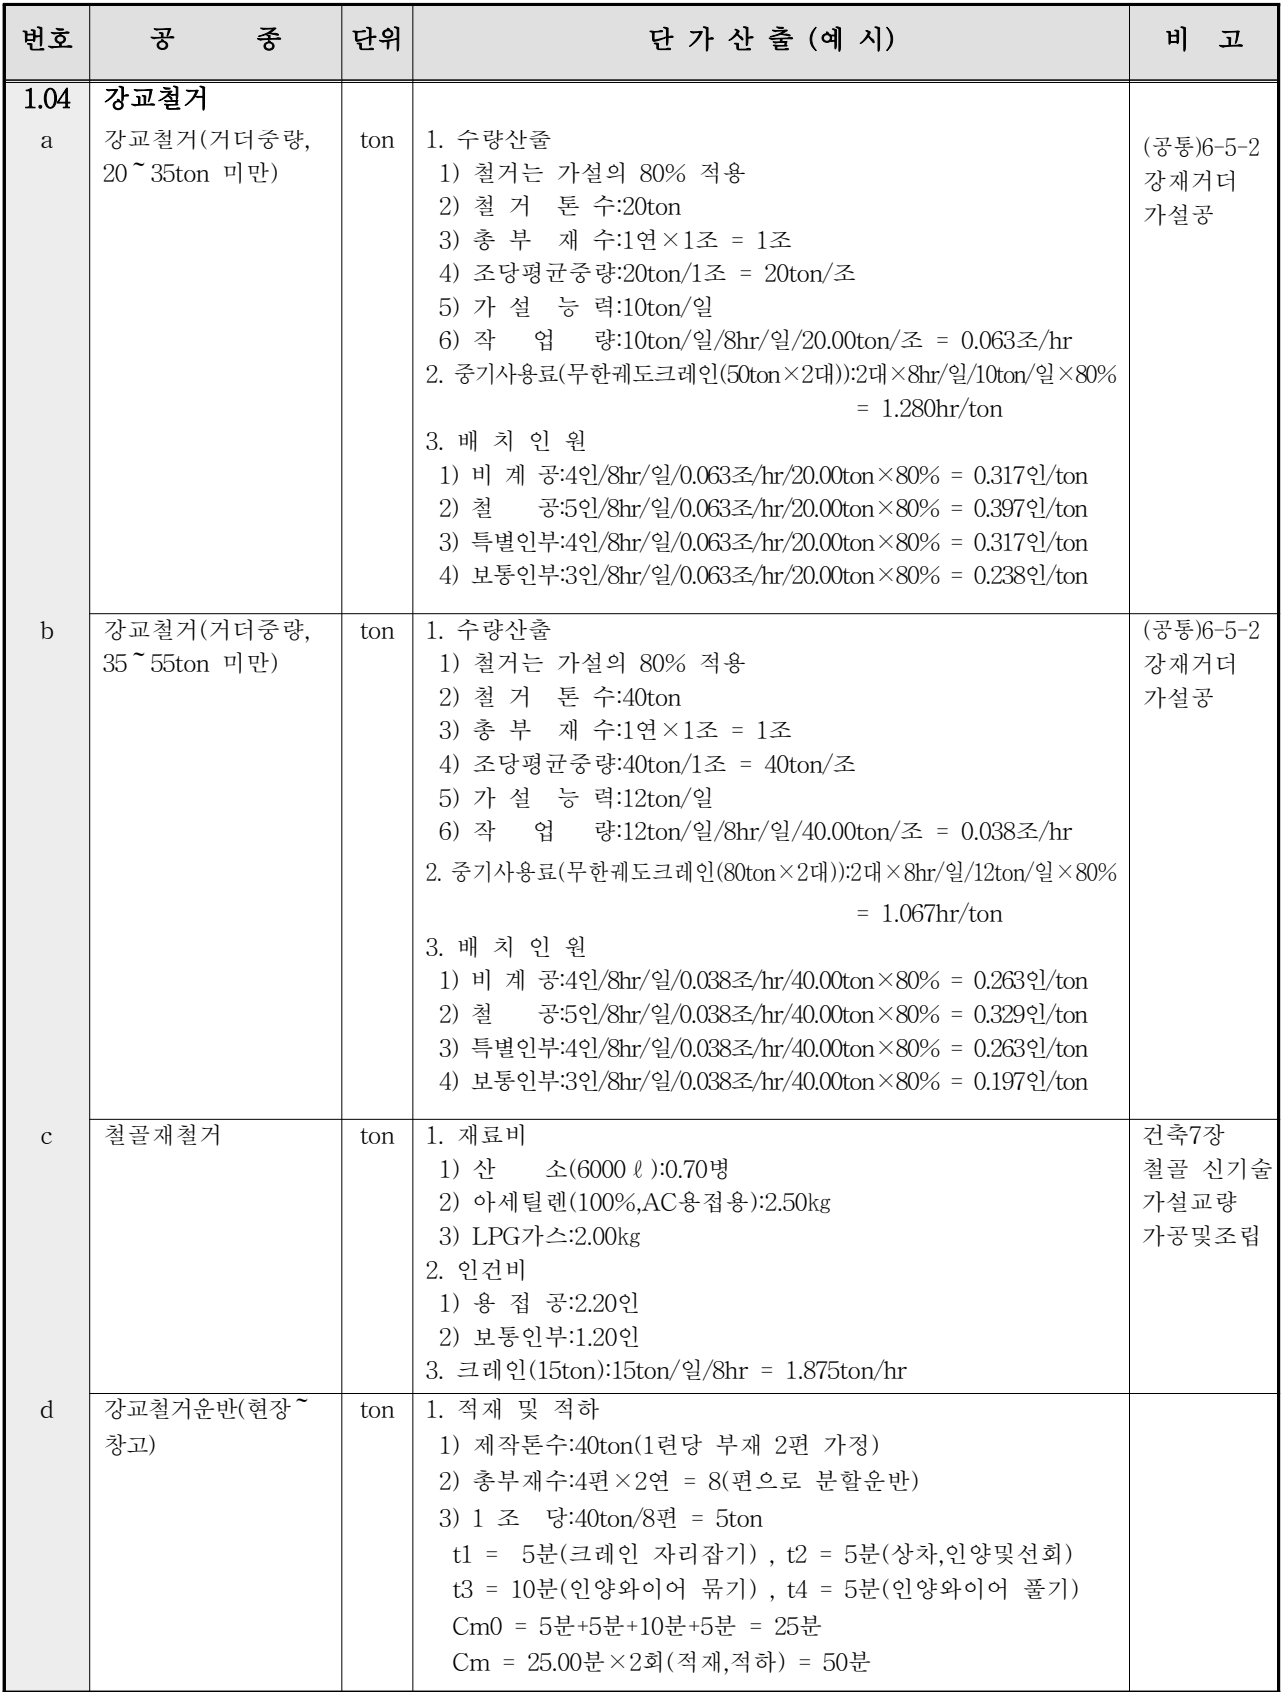 번호 공 종 단위 단 가 산 출 (예 시) 비 고
1.04 강교철거
a 강교철거(거더중량, 20~35ton 미만) ton
1. 수량산줄
1) 철거는 가설의 80% 적용
2) 철 거 톤 수:20ton
3) 총 부 재 수:1연×1조 = 1조
4) 조당평균중량:20ton/1조 = 20ton/조
5) 가 설 능 력:10ton/일
6) 작 업 량:10ton/일/8hr/일/20.00ton/조 = 0.063조/hr
2. 중기사용료(무한궤도크레인(50ton×2대)):2대×8hr/일/10ton/일×80%
= 1.280hr/ton
3. 배 치 인 원
1) 비 계 공:4인/8hr/일/0.063조/hr/20.00ton×80% = 0.317인/ton
2) 철 공:5인/8hr/일/0.063조/hr/20.00ton×80% = 0.397인/ton
3) 특별인부:4인/8hr/일/0.063조/hr/20.00ton×80% = 0.317인/ton
4) 보통인부:3인/8hr/일/0.063조/hr/20.00ton×80% = 0.238인/ton
(공통)6-5-2
강재거더
가설공
b 강교철거(거더중량, 35~55ton 미만) ton
1. 수량산출
1) 철거는 가설의 80% 적용
2) 철 거 톤 수:40ton
3) 총 부 재 수:1연×1조 = 1조
4) 조당평균중량:40ton/1조 = 40ton/조
5) 가 설 능 력:12ton/일
6) 작 업 량:12ton/일/8hr/일/40.00ton/조 = 0.038조/hr
2. 중기사용료(무한궤도크레인(80ton×2대)):2대×8hr/일/12ton/일×80%
= 1.067hr/ton
3. 배 치 인 원
1) 비 계 공:4인/8hr/일/0.038조/hr/40.00ton×80% = 0.263인/ton
2) 철 공:5인/8hr/일/0.038조/hr/40.00ton×80% = 0.329인/ton
3) 특별인부:4인/8hr/일/0.038조/hr/40.00ton×80% = 0.263인/ton
4) 보통인부:3인/8hr/일/0.038조/hr/40.00ton×80% = 0.197인/ton
(공통)6-5-2
강재거더
가설공
c 철골재철거 ton
1. 재료비
1) 산 소(6000ℓ):0.70병
2) 아세틸렌(100%,AC용접용):2.50kg
3) LPG가스:2.00kg
2. 인건비
1) 용 접 공:2.20인
2) 보통인부:1.20인
3. 크레인(15ton):15ton/일/8hr = 1.875ton/hr
건축7장
철골 신기술
가설교량
가공및조립
d 강교철거운반(현장~ 창고) ton
1. 적재 및 적하
1) 제작톤수:40ton(1련당 부재 2편 가정)
2) 총부재수:4편×2연 = 8(편으로 분할운반)
3) 1 조 당:40ton/8편 = 5ton
t1 = 5분(크레인 자리잡기) , t2 = 5분(상차,인양및선회)
t3 = 10분(인양와이어 묶기) , t4 = 5분(인양와이어 풀기)
Cm0 = 5분+5분+10분+5분 = 25분
Cm = 25.00분×2회(적재,적하) = 50분